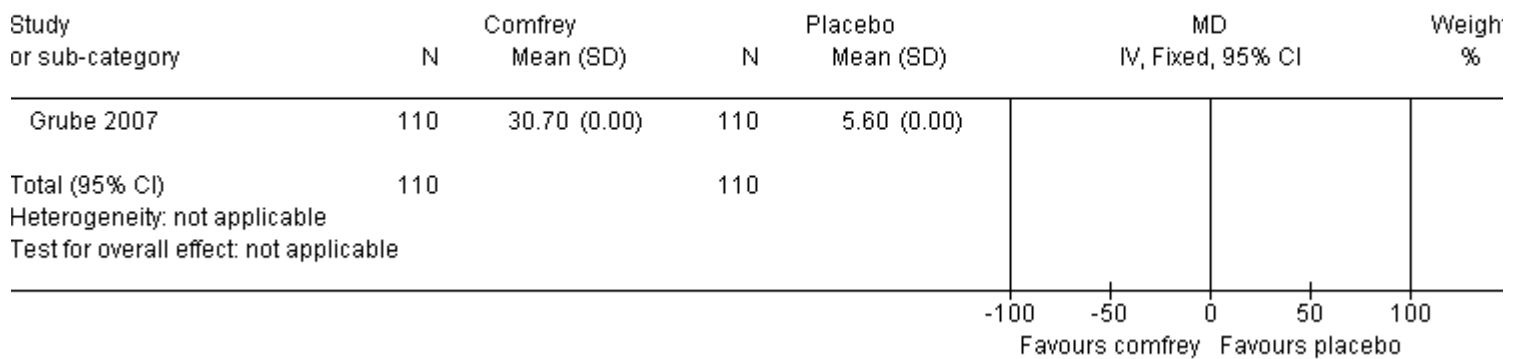 Study Comfrey Placebo MD Weigh
or sub-category N Mean (SD) N Mean (SD) IV, Fixed, 95% CI %
Grube 2007 110 30.70 (0.00) 110 5.60 (0.00)
Total (95% CI) 110 110
Heterogeneity: not applicable
Test for overall effect: not applicable
-100 -50 0 50 100
Favours comfrey Favours placebo